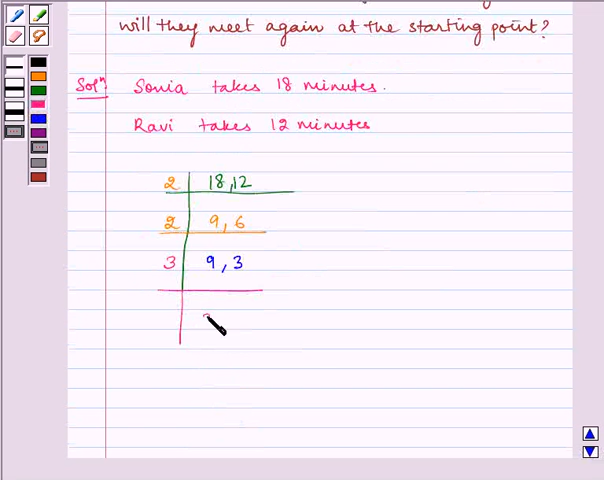 will they meet again at the starting point?
Solⁿ Sonia takes 18 minutes.
Ravi takes 12 minutes
2 18,12
2 9,6
3 9,3